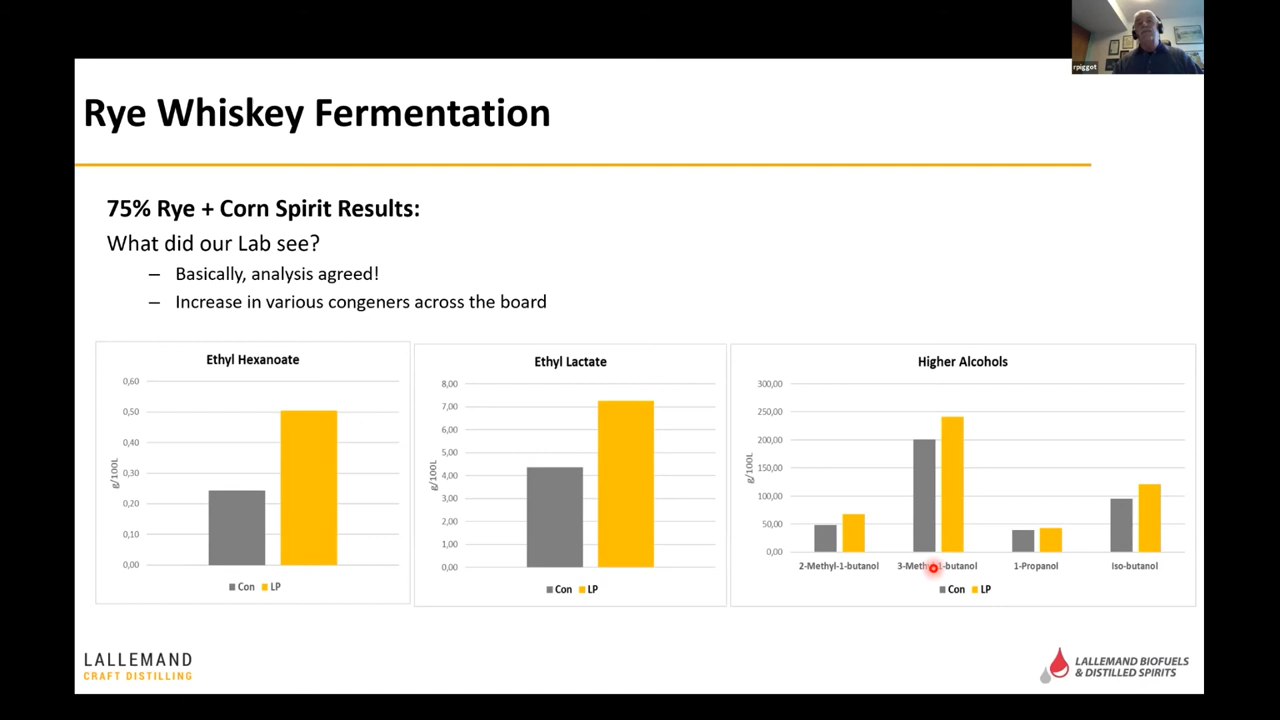 rpiggot
Rye Whiskey Fermentation
75% Rye + Corn Spirit Results:
What did our Lab see?
– Basically, analysis agreed!
– Increase in various congeners across the board
Ethyl Hexanoate
0,60
0,50
0,40
0,30
0,20
0,10
0,00
g/100L
Con LP
Ethyl Lactate
8,00
7,00
6,00
5,00
4,00
3,00
2,00
1,00
0,00
g/100L
Con LP
Higher Alcohols
300,00
250,00
200,00
150,00
100,00
50,00
0,00
g/100L
2-Methyl-1-butanol 3-Methyl-1-butanol 1-Propanol Iso-butanol
Con LP
LALLEMAND
CRAFT DISTILLING
LALLEMAND BIOFUELS
& DISTILLED SPIRITS